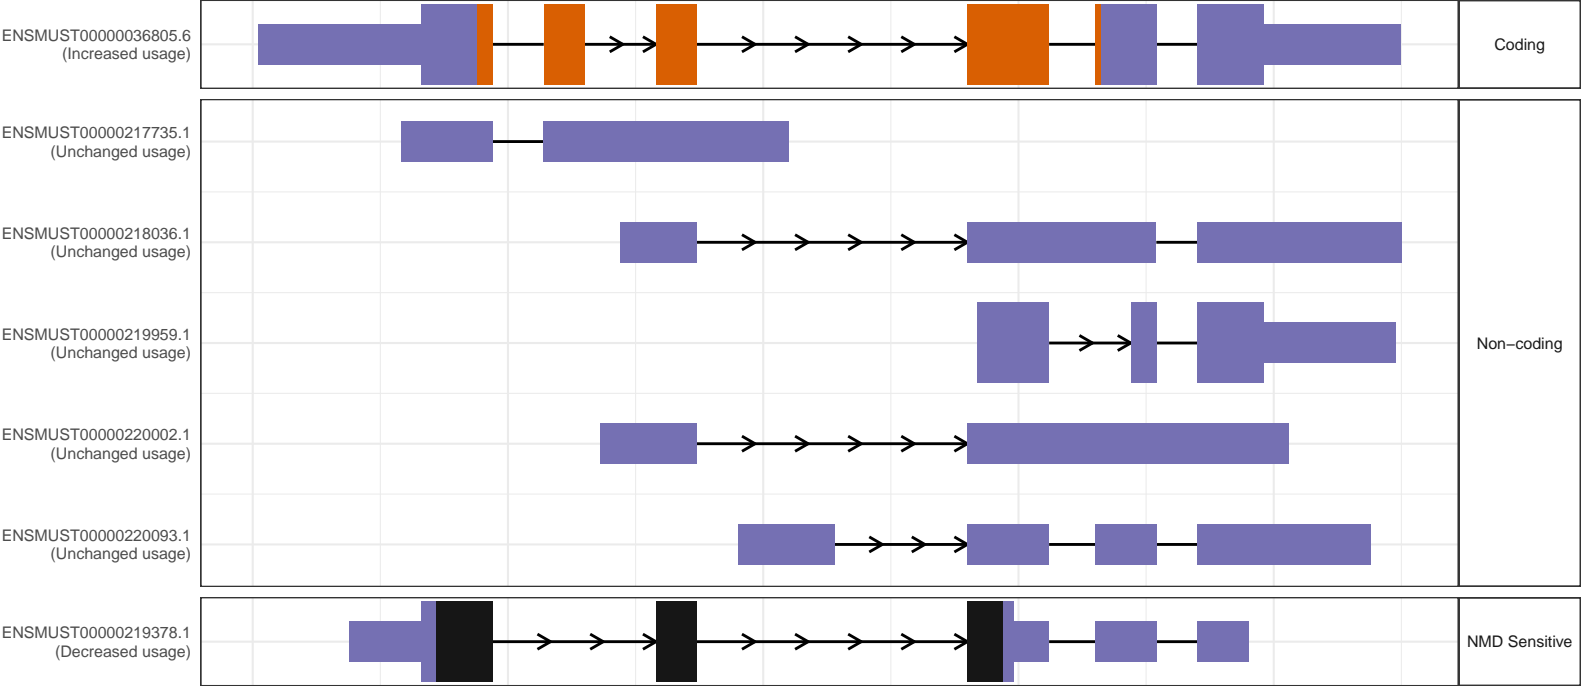 ENSMUST00000036805.6
(Increased usage)
Coding
ENSMUST00000217735.1
(Unchanged usage)
ENSMUST00000218036.1
(Unchanged usage)
ENSMUST00000219959.1
(Unchanged usage)
Non−coding
ENSMUST00000220002.1
(Unchanged usage)
ENSMUST00000220093.1
(Unchanged usage)
ENSMUST00000219378.1
(Decreased usage)
NMD Sensitive